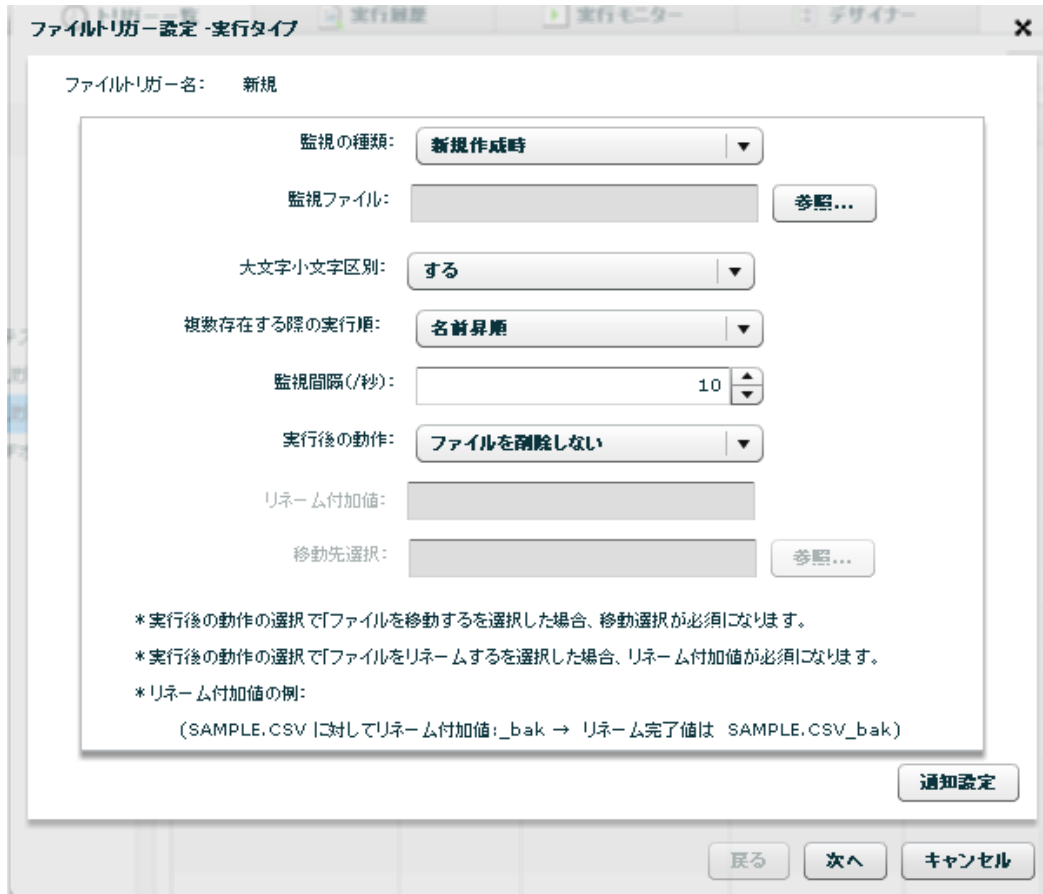 トリガー一覧 実行履歴 実行モニター デザイナー
ファイルトリガー設定 -実行タイプ
ファイルトリガー名: 新規
監視の種類: 新規作成時
監視ファイル: 参照...
大文字小文字区別: する
複数存在する際の実行順: 名前昇順
監視間隔(/秒): 10
実行後の動作: ファイルを削除しない
リネーム付加値:
移動先選択: 参照...
*実行後の動作の選択で「ファイルを移動するを選択した場合、移動選択が必須になります。
*実行後の動作の選択で「ファイルをリネームするを選択した場合、リネーム付加値が必須になります。
*リネーム付加値の例:
(SAMPLE.CSV に対してリネーム付加値:_bak → リネーム完了値は SAMPLE.CSV_bak)
通知設定
戻る 次へ キャンセル